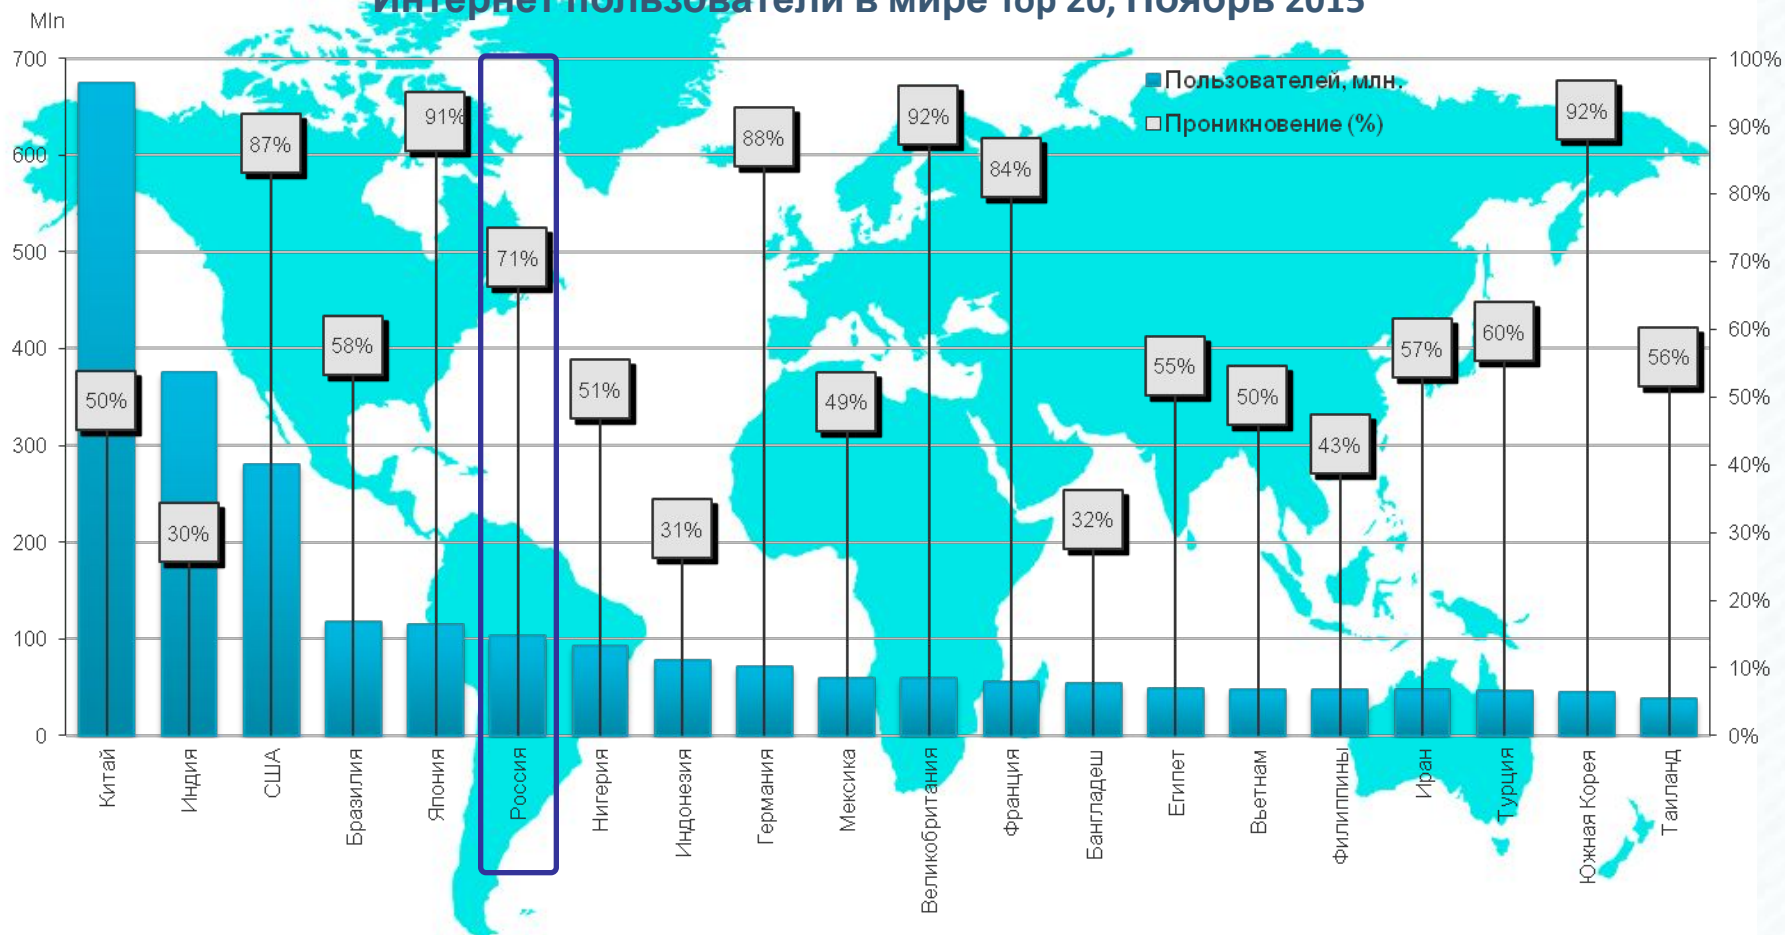 Интернет пользователи в мире Top 20, Ноябрь 2015
Mln
700
600
500
400
300
200
100
0
100%
90%
80%
70%
60%
50%
40%
30%
20%
10%
0%
Пользователей, млн.
Проникновение (%)
50%
30%
87%
58%
91%
71%
51%
31%
88%
49%
92%
84%
32%
55%
50%
43%
57%
60%
92%
56%
Китай
Индия
США
Бразилия
Япония
Россия
Нигерия
Индонезия
Германия
Мексика
Великобритания
Франция
Бангладеш
Египет
Вьетнам
Филиппины
Иран
Турция
Южная Корея
Таиланд